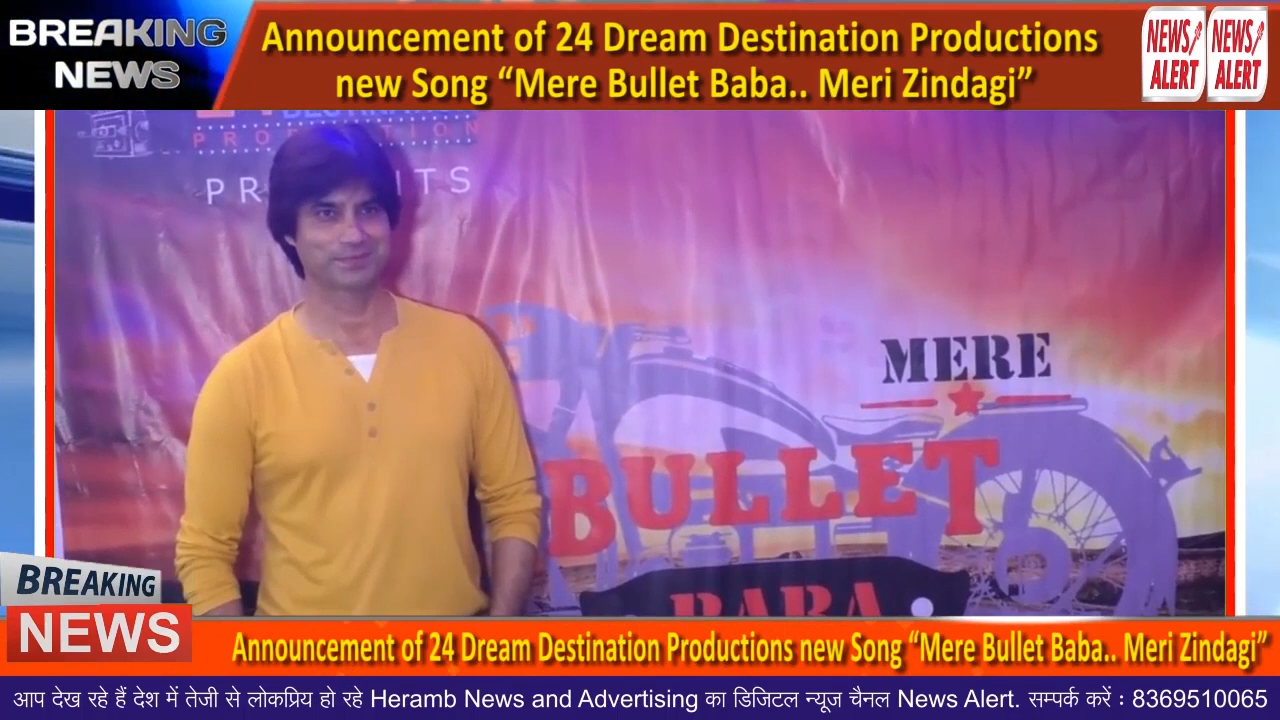 BREAKING
NEWS
Announcement of 24 Dream Destination Productions
new Song “Mere Bullet Baba.. Meri Zindagi”
NEWS
ALERT
NEWS
ALERT
PRODUCTION
MERE
BULLET
BABA
BREAKING
NEWS
Announcement of 24 Dream Destination Productions new Song “Mere Bullet Baba.. Meri Zindagi”
आप देख रहे हैं देश में तेजी से लोकप्रिय हो रहे Heramb News and Advertising का डिजिटल न्यूज चैनल News Alert. सम्पर्क करें : 8369510065